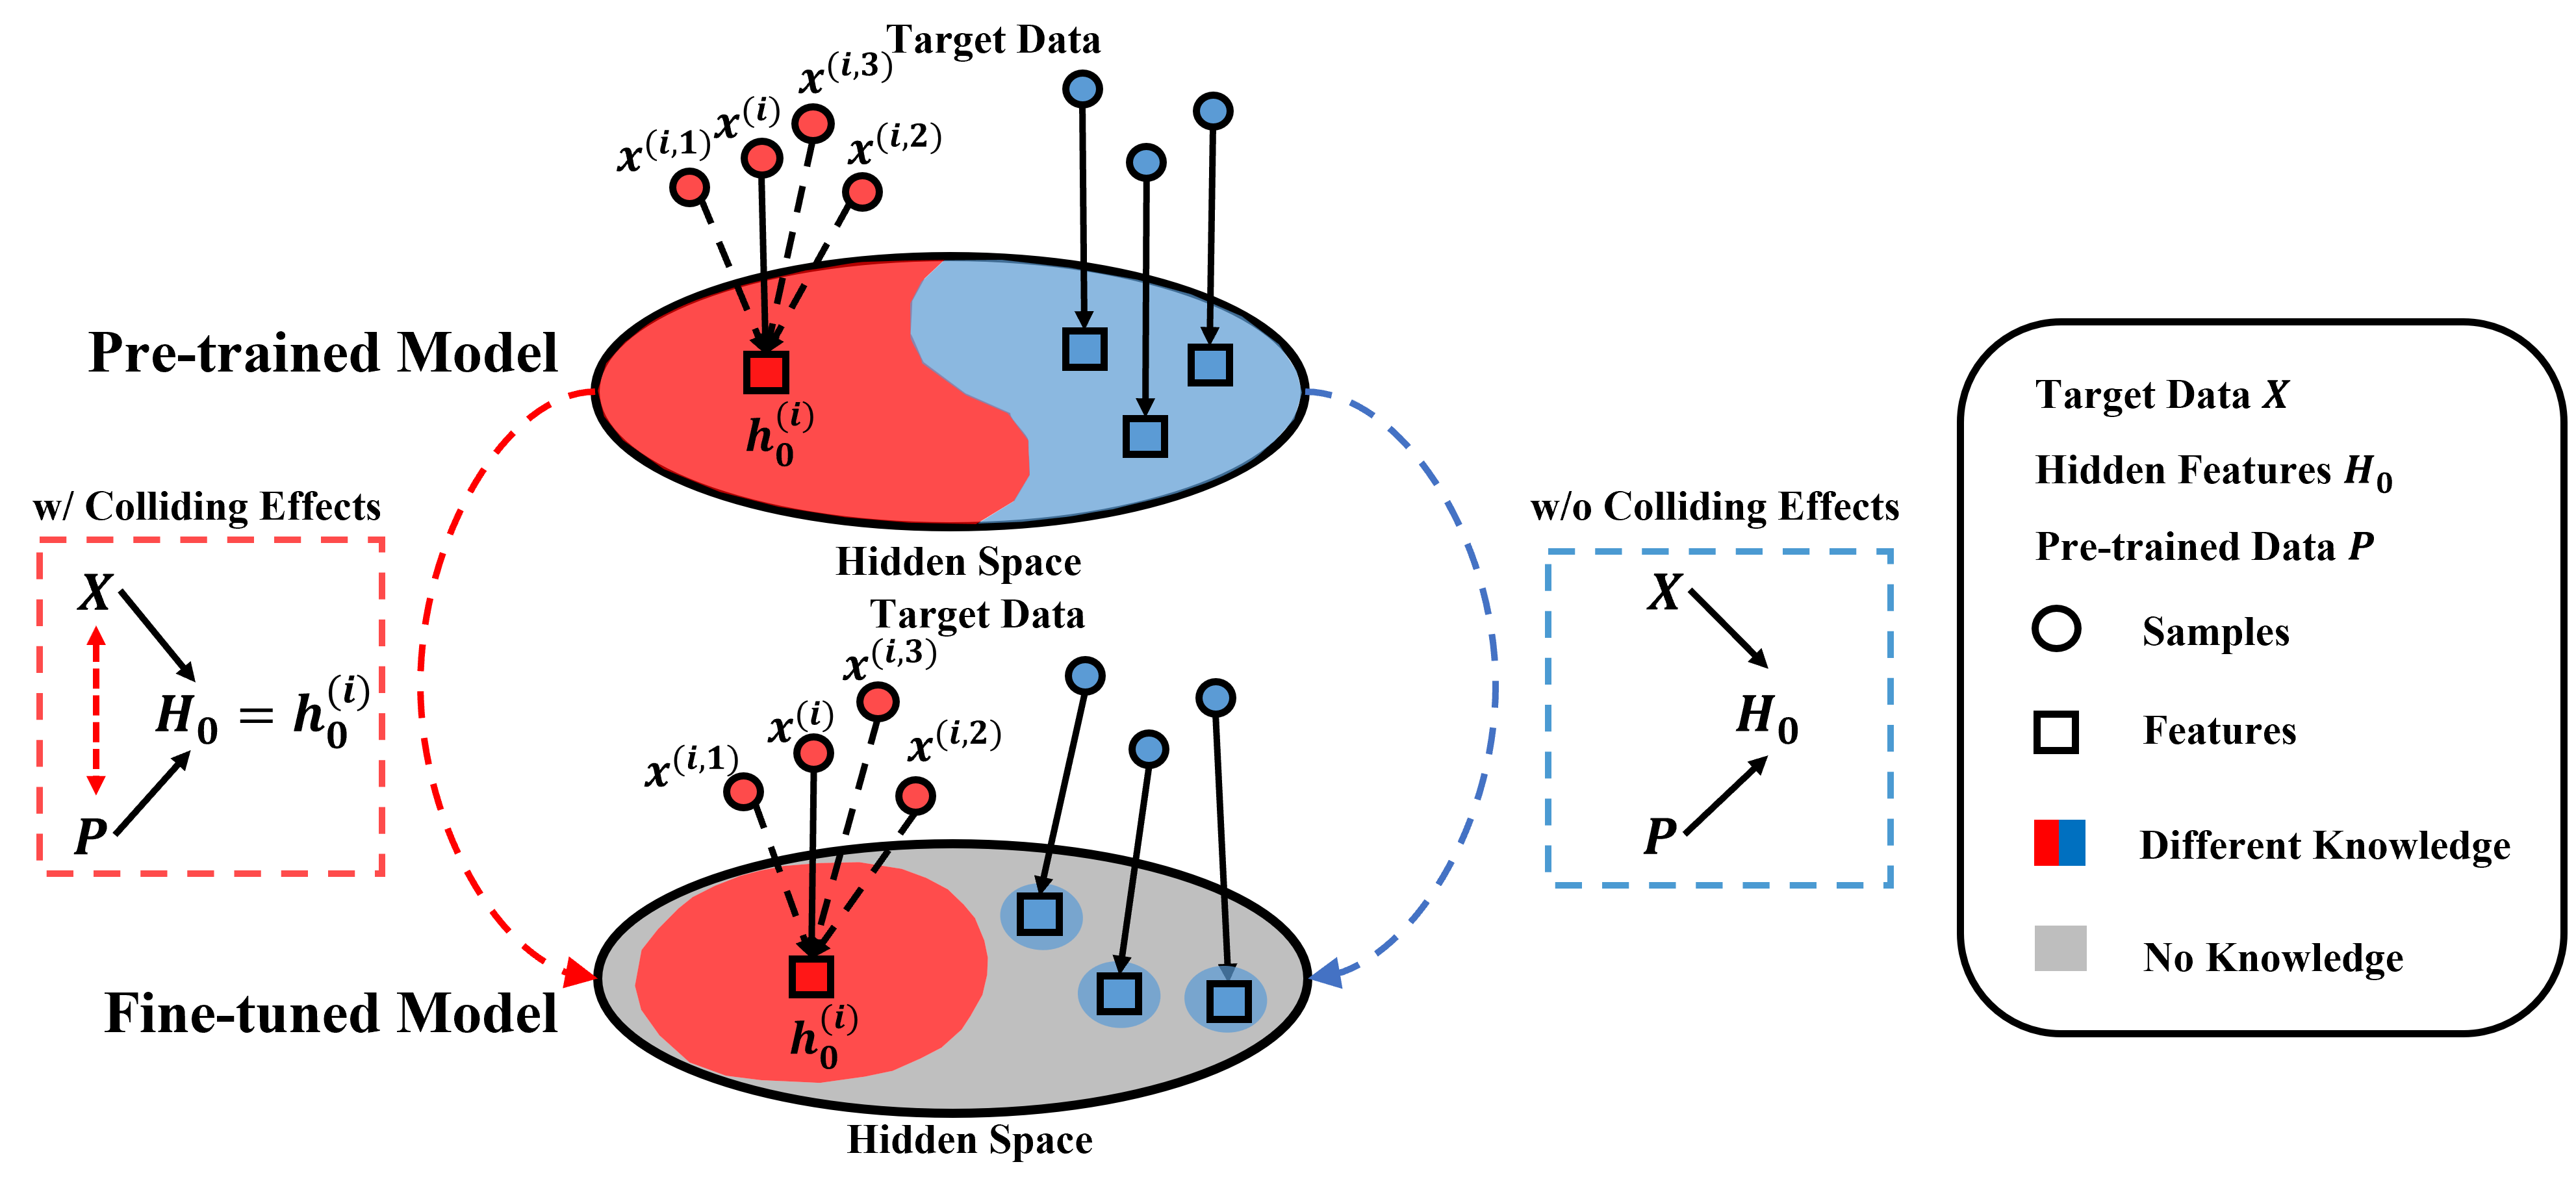 Target Data
x^(i,3)
x^(i)
x^(i,1)
x^(i,2)
Pre-trained Model
h_0^(i)
Hidden Space
w/ Colliding Effects
X
H_0 = h_0^(i)
P
Target Data
x^(i,3)
x^(i)
x^(i,2)
x^(i,1)
Fine-tuned Model
h_0^(i)
Hidden Space
w/o Colliding Effects
X
H_0
P
Target Data X
Hidden Features H_0
Pre-trained Data P
Samples
Features
Different Knowledge
No Knowledge